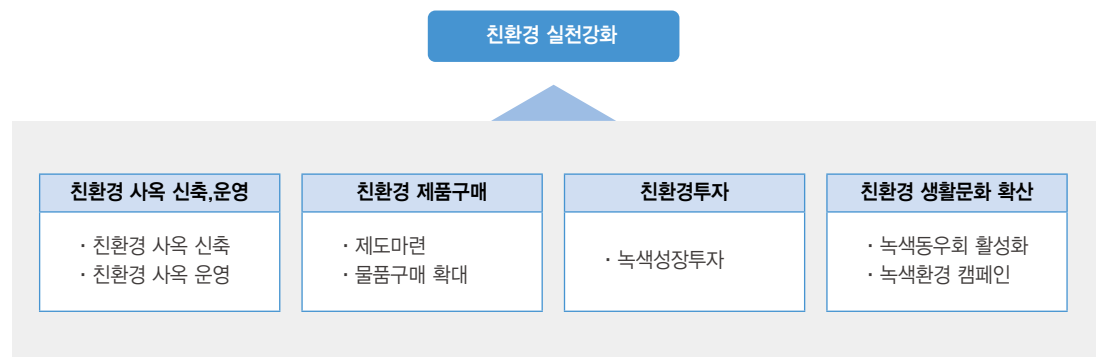 친환경 실천강화
친환경 사옥 신축,운영
· 친환경 사옥 신축
· 친환경 사옥 운영
친환경 제품구매
· 제도마련
· 물품구매 확대
친환경투자
· 녹색성장투자
친환경 생활문화 확산
· 녹색동우회 활성화
· 녹색환경 캠페인